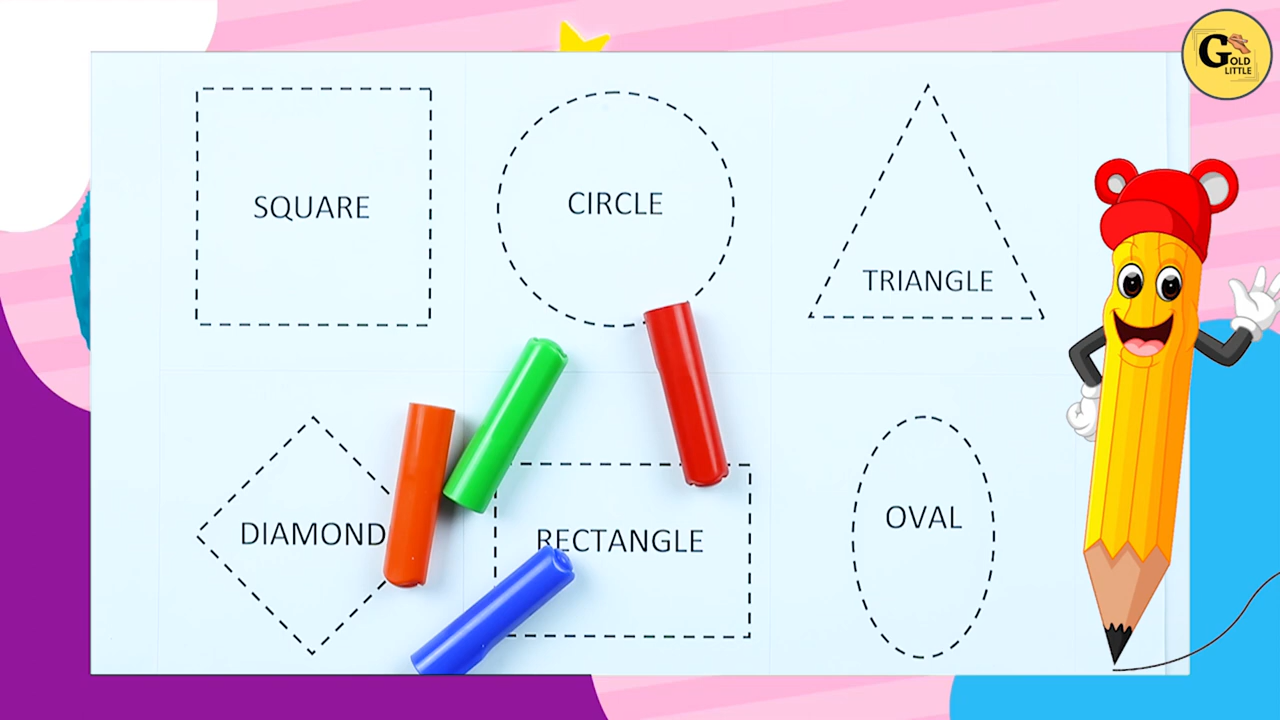 GOLD
LITTLE
SQUARE
CIRCLE
TRIANGLE
DIAMOND
RECTANGLE
OVAL